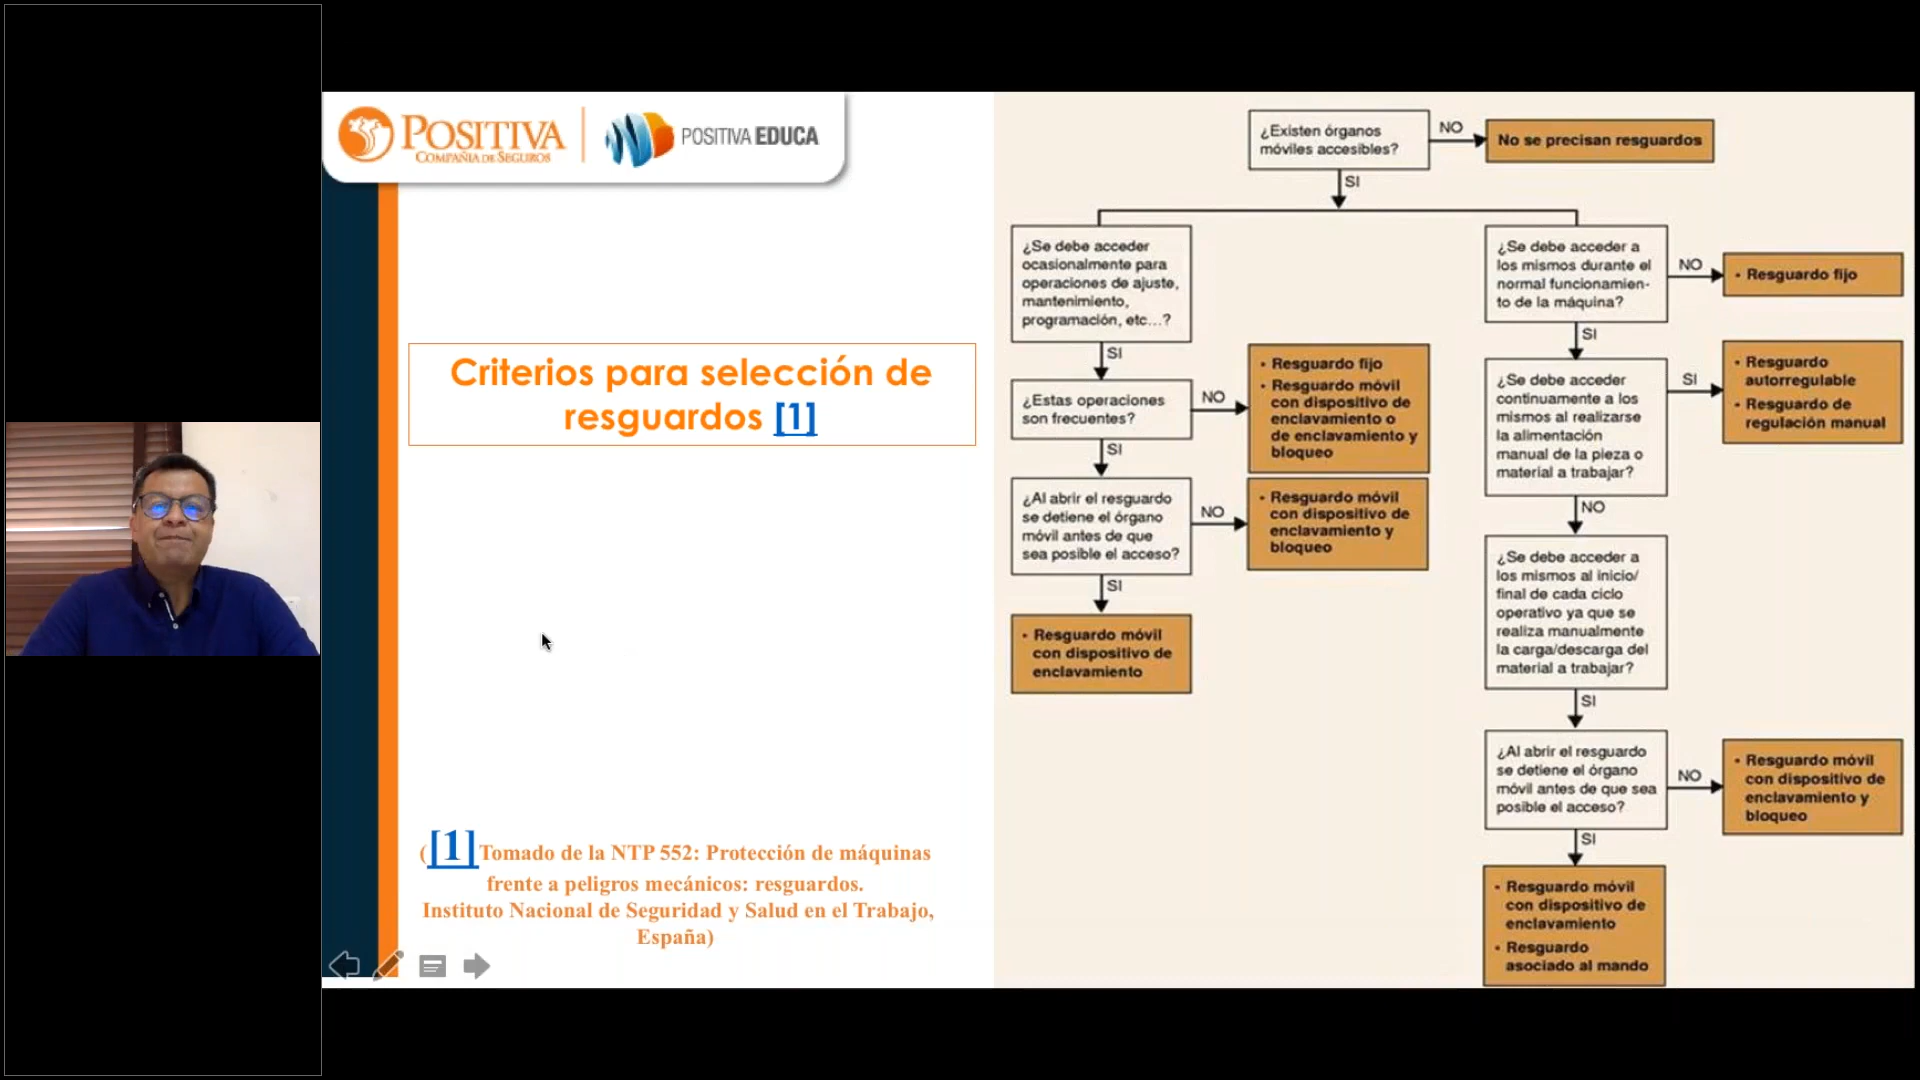 POSITIVA
COMPAÑIA DE SEGUROS
POSITIVA EDUCA
Criterios para selección de
resguardos [1]
([1]Tomado de la NTP 552: Protección de máquinas
frente a peligros mecánicos: resguardos.
Instituto Nacional de Seguridad y Salud en el Trabajo,
España)
¿Existen órganos
móviles accesibles?
NO
No se precisan resguardos
SI
¿Se debe acceder
ocasionalmente para
operaciones de ajuste,
mantenimiento,
programación, etc...?
SI
¿Estas operaciones
son frecuentes?
NO
• Resguardo fijo
• Resguardo móvil
con dispositivo de
enclavamiento o
de enclavamiento y
bloqueo
SI
¿Al abrir el resguardo
se detiene el órgano
móvil antes de que
sea posible el acceso?
NO
• Resguardo móvil
con dispositivo de
enclavamiento y
bloqueo
SI
• Resguardo móvil
con dispositivo de
enclavamiento
¿Se debe acceder a
los mismos durante el
normal funcionamien-
to de la máquina?
NO
• Resguardo fijo
SI
¿Se debe acceder
continuamente a los
mismos al realizarse
la alimentación
manual de la pieza o
material a trabajar?
SI
• Resguardo
autorregulable
• Resguardo de
regulación manual
NO
¿Se debe acceder a
los mismos al inicio/
final de cada ciclo
operativo ya que se
realiza manualmente
la carga/descarga del
material a trabajar?
SI
¿Al abrir el resguardo
se detiene el órgano
móvil antes de que sea
posible el acceso?
NO
• Resguardo móvil
con dispositivo de
enclavamiento y
bloqueo
SI
• Resguardo móvil
con dispositivo de
enclavamiento
• Resguardo
asociado al mando